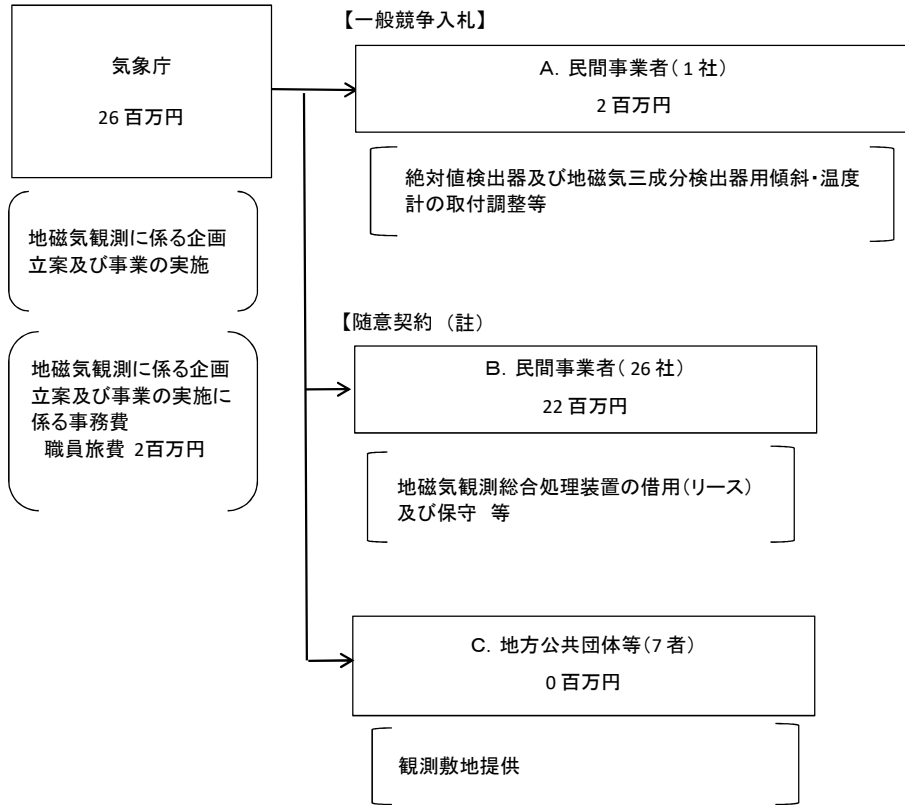 気象庁
26 百万円
地磁気観測に係る企画
立案及び事業の実施
地磁気観測に係る企画
立案及び事業の実施に
係る事務費
職員旅費 2百万円
【一般競争入札】
A. 民間事業者(1社)
2 百万円
絶対値検出器及び地磁気三成分検出器用傾斜・温度
計の取付調整等
【随意契約 (註)
B. 民間事業者(26 社)
22 百万円
地磁気観測総合処理装置の借用(リース)
及び保守 等
C. 地方公共団体等(7 者)
0 百万円
観測敷地提供